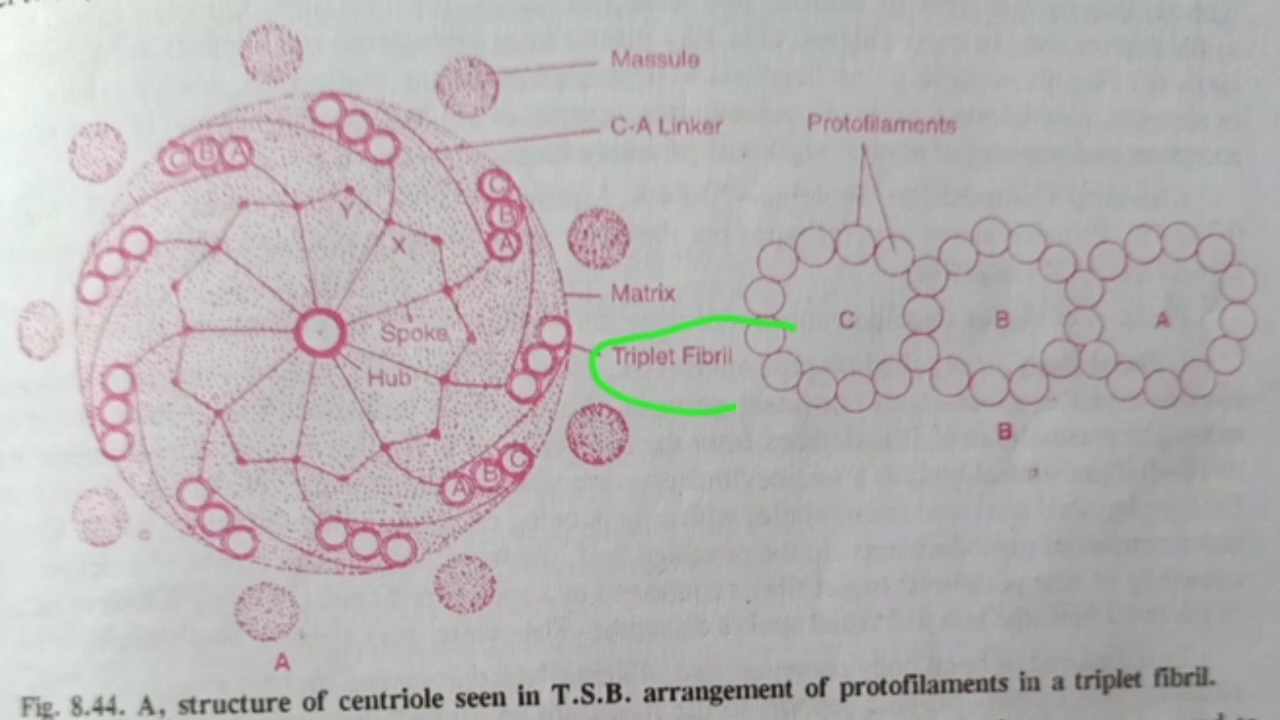 Massule
C-A Linker
Protofilaments
C B A
C
B
A
Y
X
Matrix
Spoke
Triplet Fibril
Hub
C B A
B
A B C
A
Fig. 8.44. A, structure of centriole seen in T.S.B. arrangement of protofilaments in a triplet fibril.